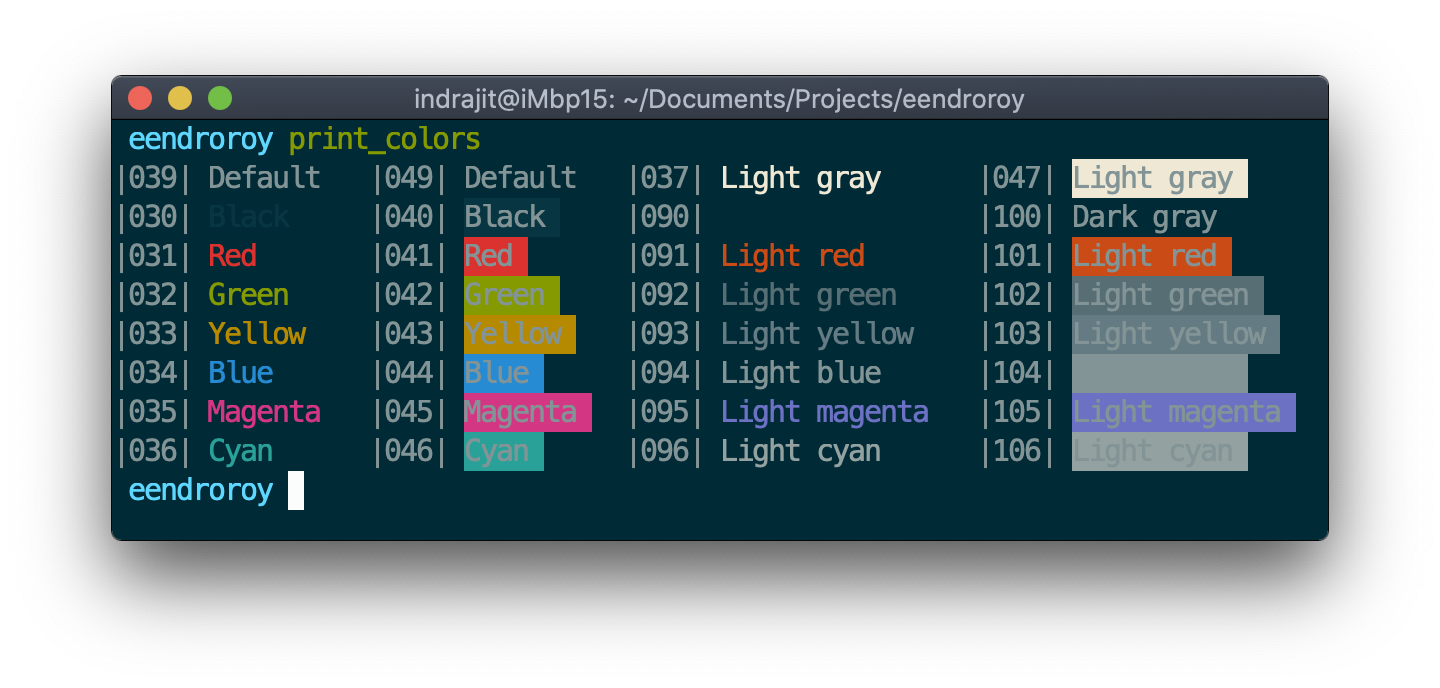 indrajit@iMbp15: ~/Documents/Projects/eendroroy
eendroroy print_colors
|039| Default |049| Default |037| Light gray |047| Light gray
|030| Black |040| Black |090| |100| Dark gray
|031| Red |041| Red |091| Light red |101| Light red
|032| Green |042| Green |092| Light green |102| Light green
|033| Yellow |043| Yellow |093| Light yellow |103| Light yellow
|034| Blue |044| Blue |094| Light blue |104|
|035| Magenta |045| Magenta |095| Light magenta |105| Light magenta
|036| Cyan |046| Cyan |096| Light cyan |106| Light cyan
eendroroy